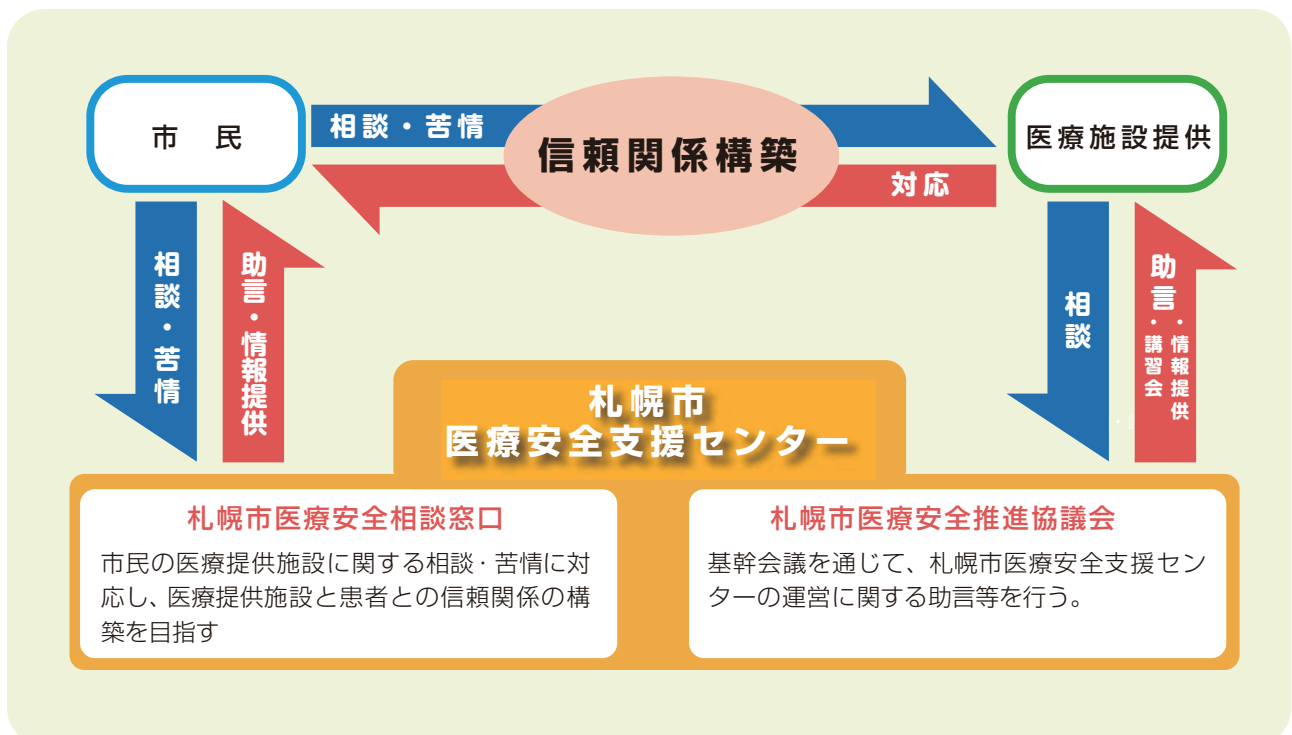 市　民
相談・苦情
信頼関係構築
対応
医療施設提供
相談・苦情
助言・情報提供
相談
助言
・情報提供
・講習会
札幌市
医療安全支援センター
札幌市医療安全相談窓口
市民の医療提供施設に関する相談・苦情に対
応し、医療提供施設と患者との信頼関係の構
築を目指す
札幌市医療安全推進協議会
基幹会議を通じて、札幌市医療安全支援セン
ターの運営に関する助言等を行う。